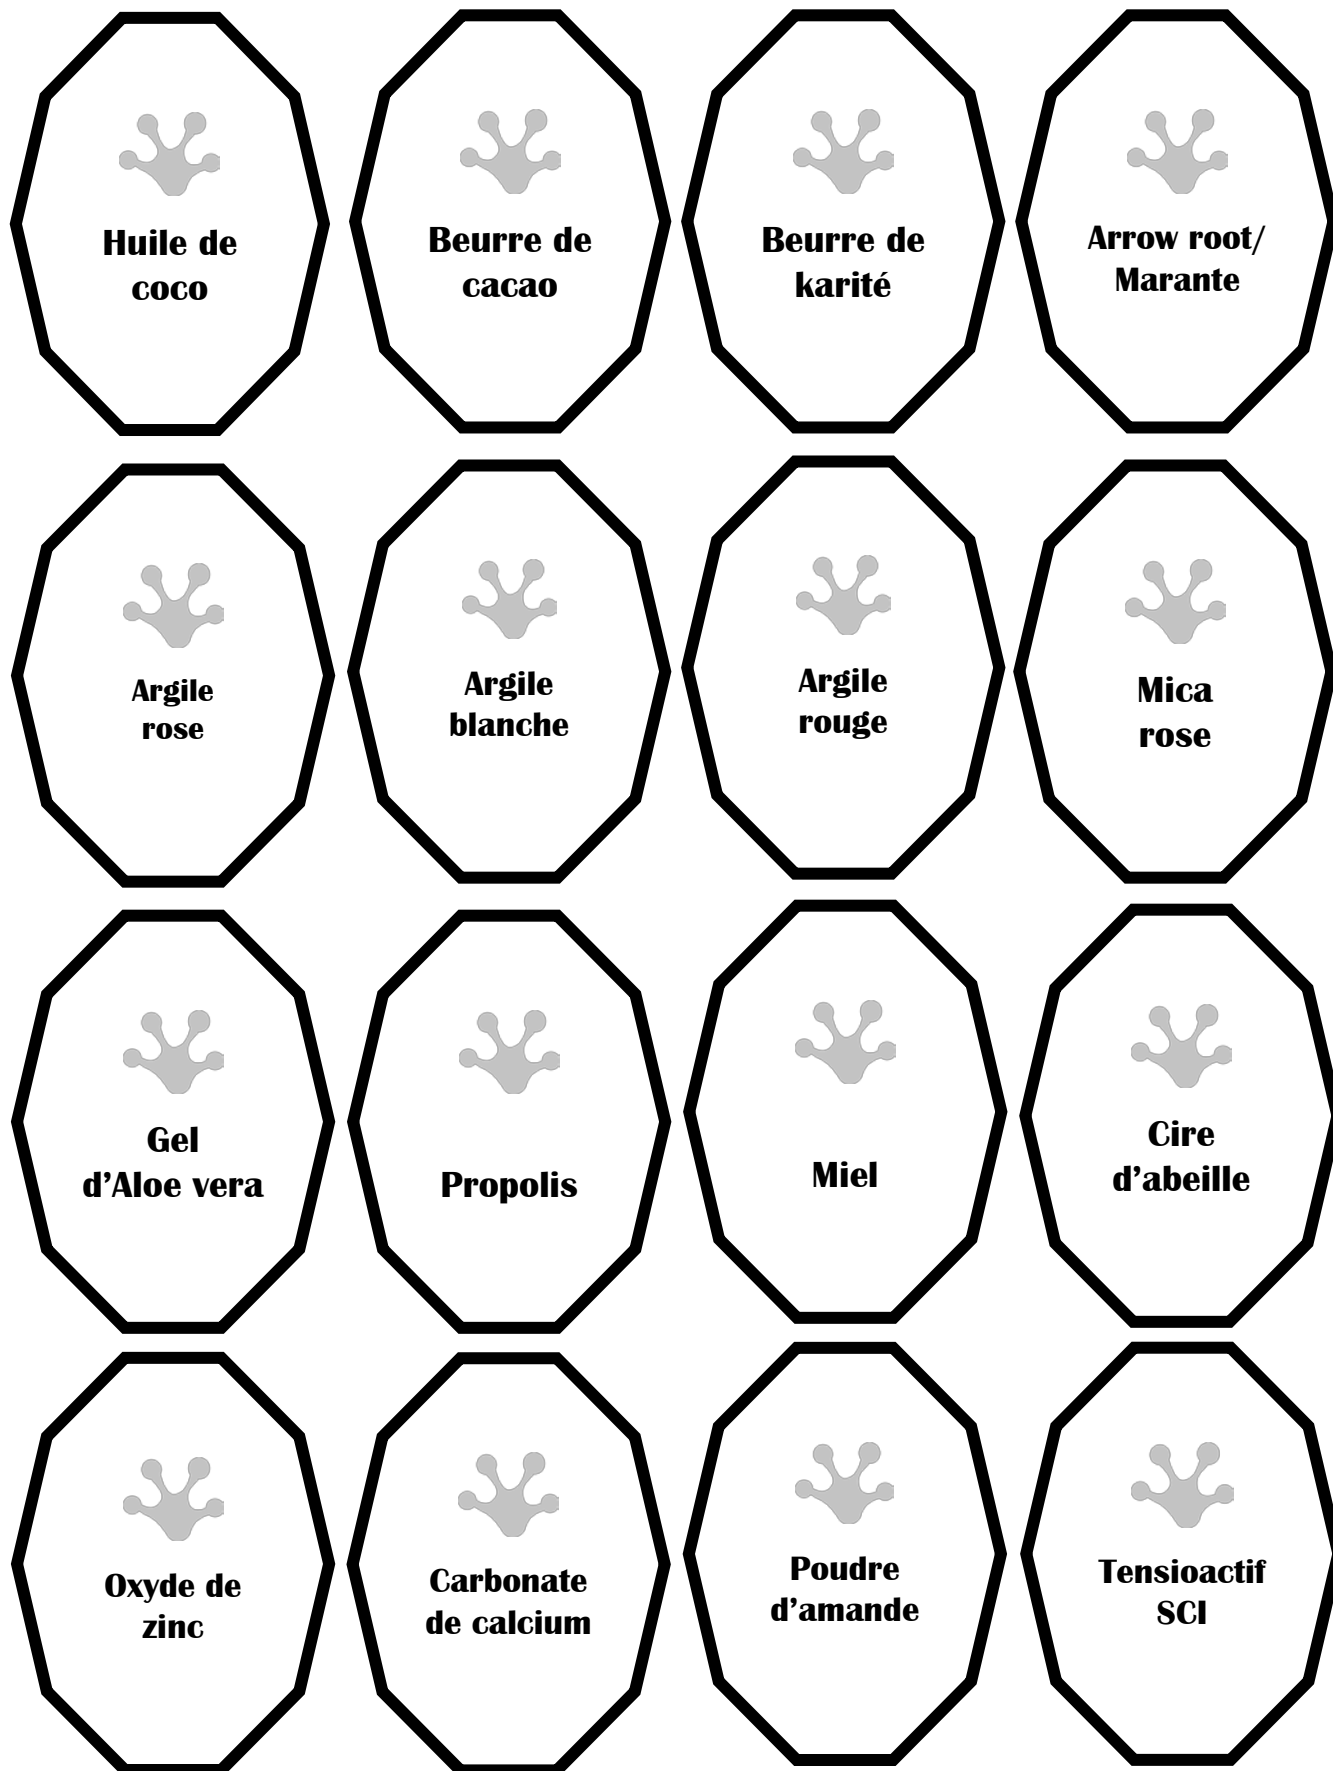 Huile de
coco
Beurre de
cacao
Beurre de
karité
Arrow root/
Marante
Argile
rose
Argile
blanche
Argile
rouge
Mica
rose
Gel
d’Aloe vera
Propolis
Miel
Cire
d’abeille
Oxyde de
zinc
Carbonate
de calcium
Poudre
d’amande
Tensioactif
SCI